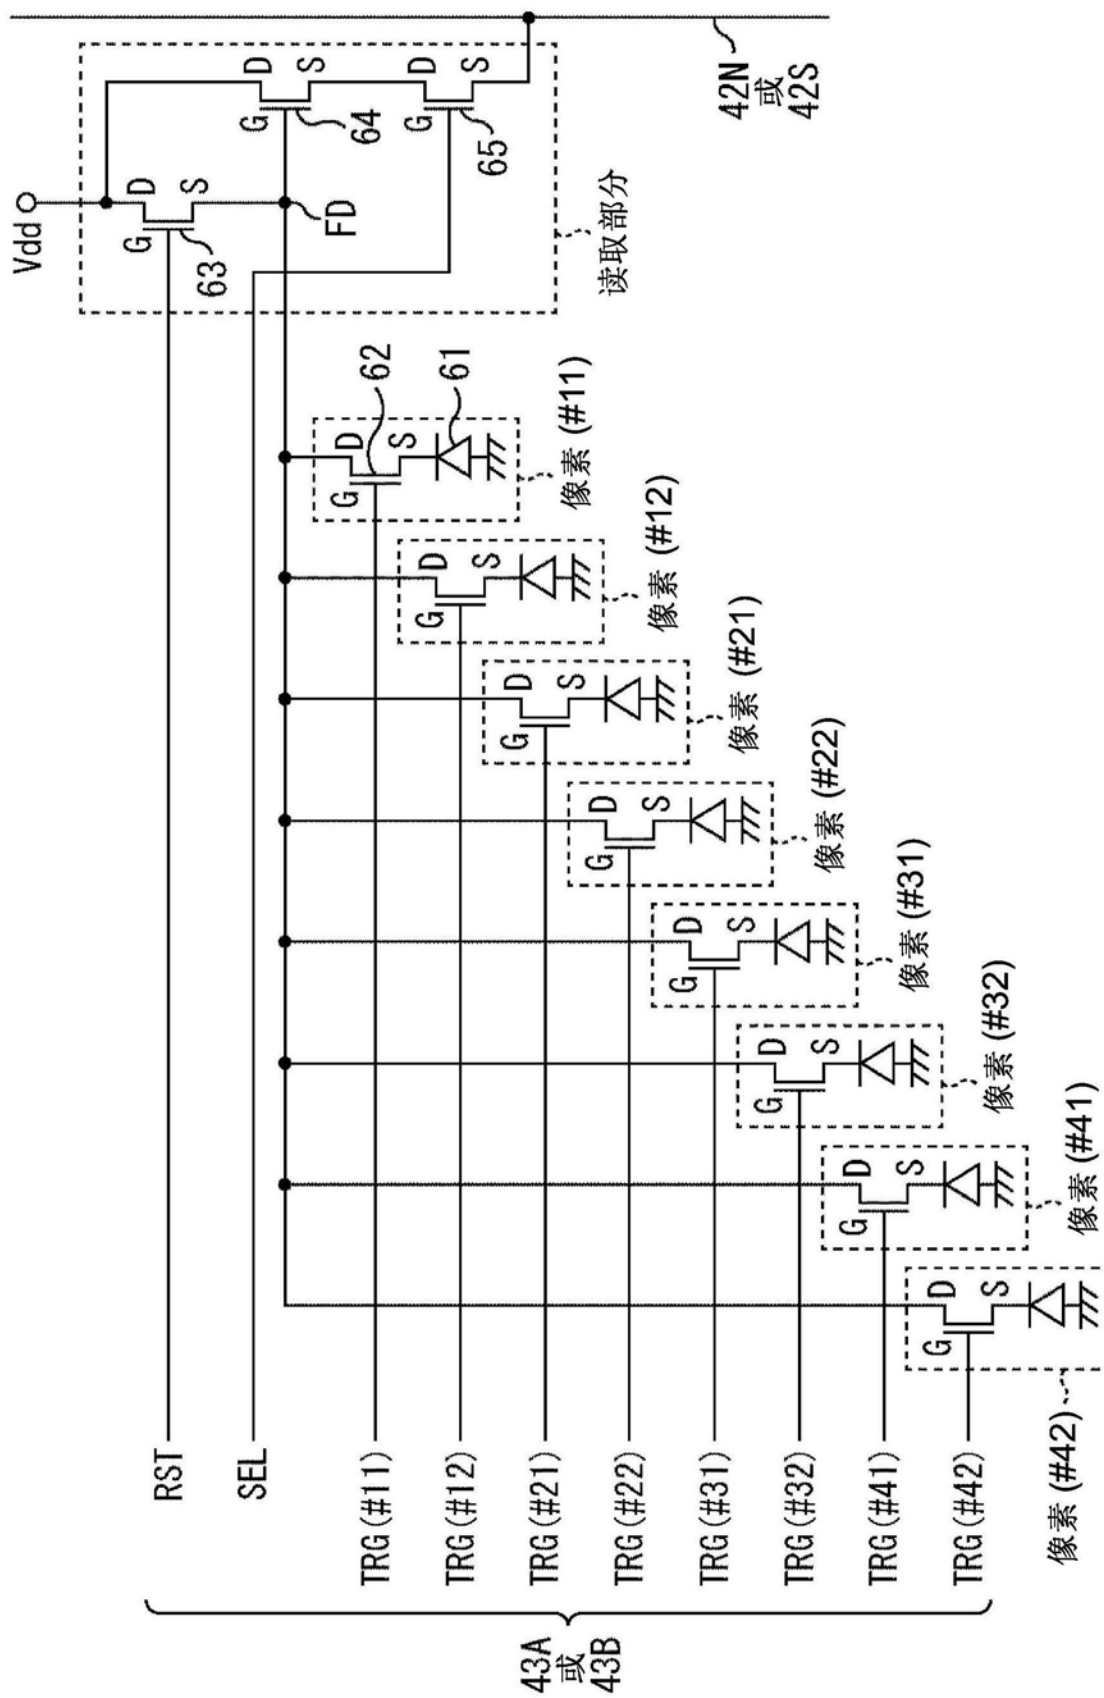 43A
或
43B
RST
SEL
TRG(#11)
TRG(#12)
TRG(#21)
TRG(#22)
TRG(#31)
TRG(#32)
TRG(#41)
TRG(#42)
Vdd
G
D
S
63
FD
G
D
S
64
G
D
S
65
读取部分
42N
或
42S
G
D
S
62
61
像素(#11)
G
D
S
像素(#12)
G
D
S
像素(#21)
G
D
S
像素(#22)
G
D
S
像素(#31)
G
D
S
像素(#32)
G
D
S
像素(#41)
G
D
S
像素(#42)